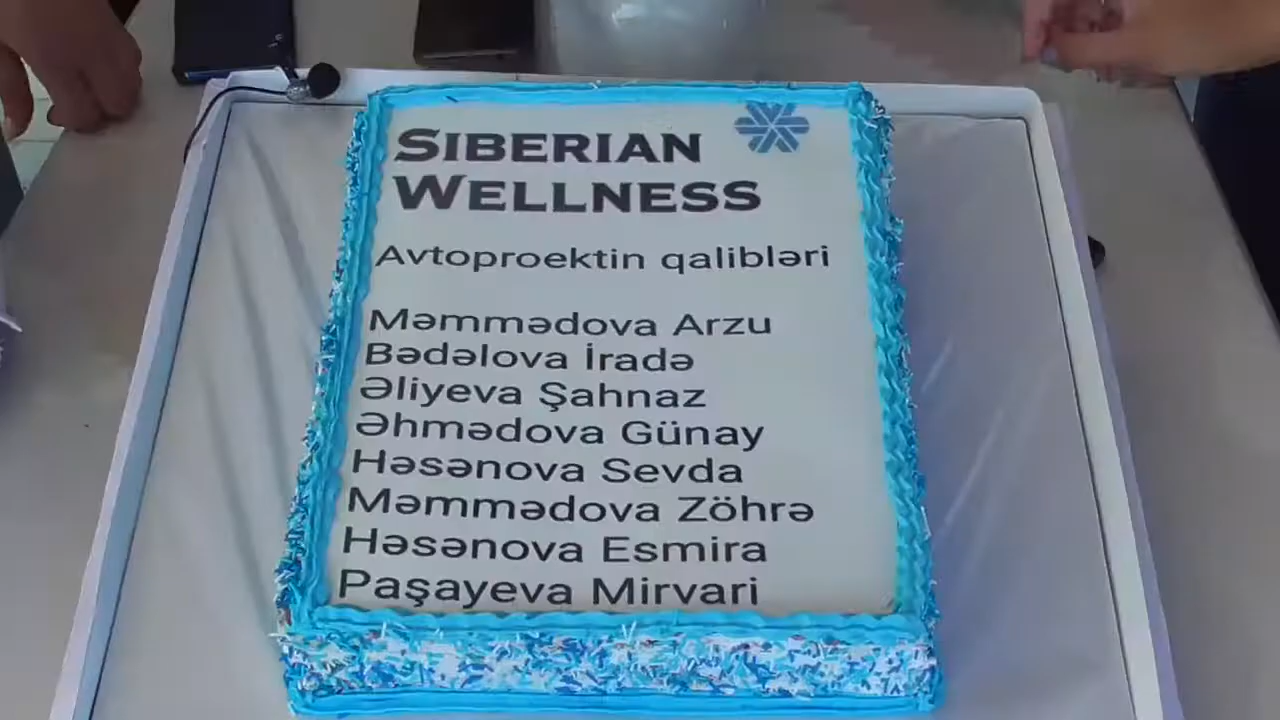 SIBERIAN
WELLNESS
Avtoproektin qalibləri
Məmmədova Arzu
Bədəlova İradə
Əliyeva Şahnaz
Əhmədova Günay
Həsənova Sevda
Məmmədova Zöhrə
Həsənova Esmira
Paşayeva Mirvari